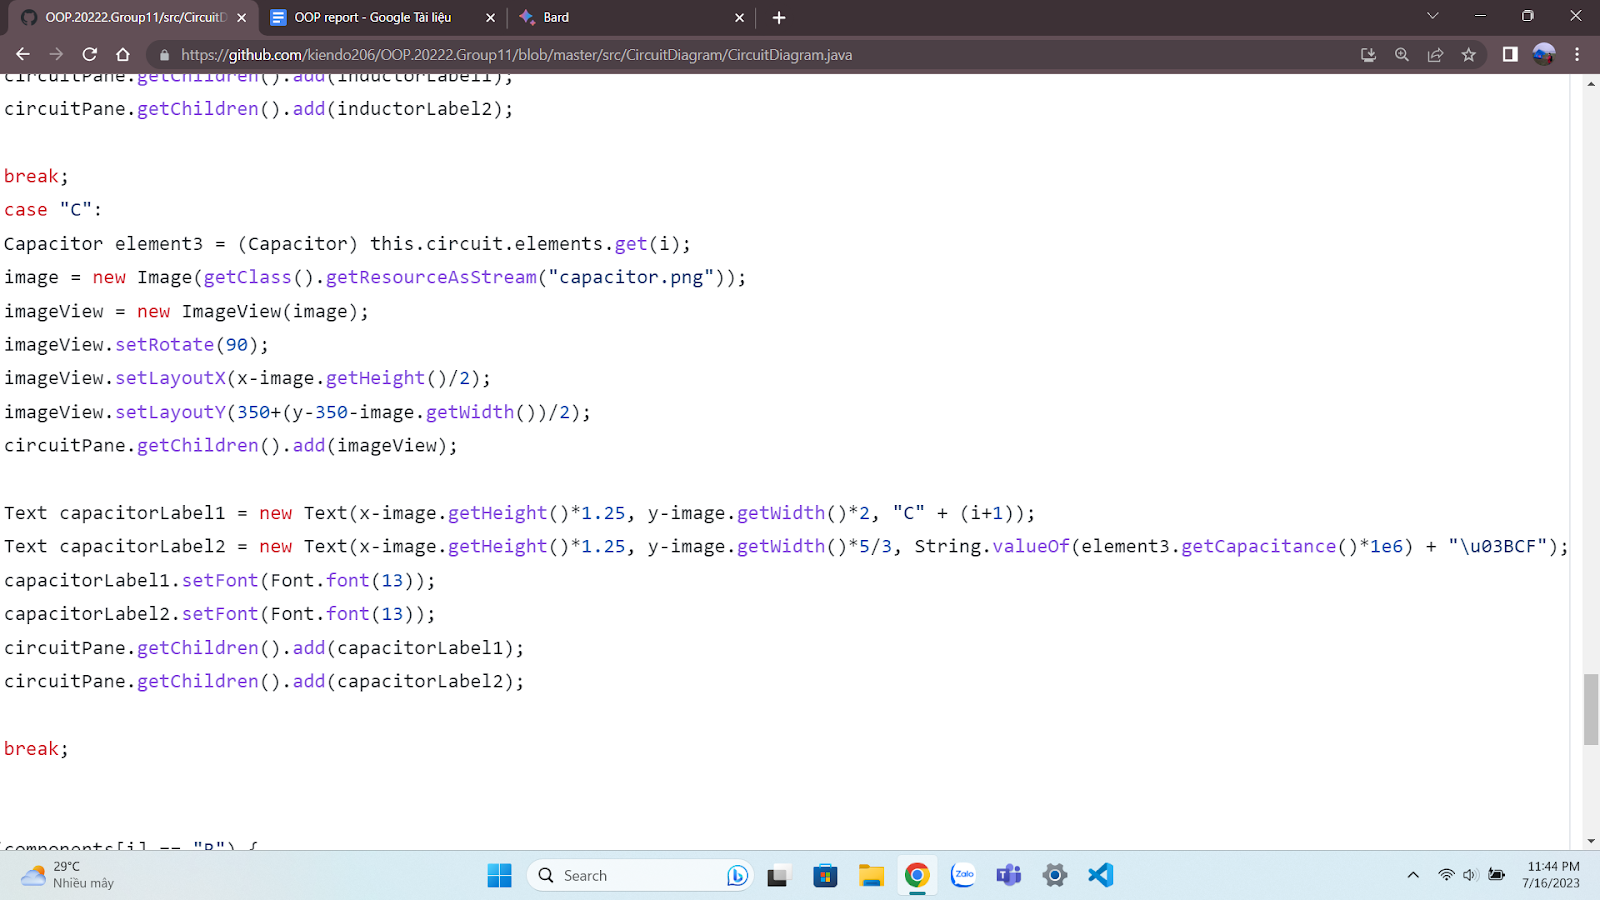 OOP.20222.Group11/src/CircuitD
OOP report - Google Tài liệu
Bard
https://github.com/kiendo206/OOP.20222.Group11/blob/master/src/CircuitDiagram/CircuitDiagram.java
circuitPane.getChildren().add(inductorLabel1);
circuitPane.getChildren().add(inductorLabel2);
break;
case "C":
Capacitor element3 = (Capacitor) this.circuit.elements.get(i);
image = new Image(getClass().getResourceAsStream("capacitor.png"));
imageView = new ImageView(image);
imageView.setRotate(90);
imageView.setLayoutX(x-image.getHeight()/2);
imageView.setLayoutY(350+(y-350-image.getWidth())/2);
circuitPane.getChildren().add(imageView);
Text capacitorLabel1 = new Text(x-image.getHeight()*1.25, y-image.getWidth()*2, "C" + (i+1));
Text capacitorLabel2 = new Text(x-image.getHeight()*1.25, y-image.getWidth()*5/3, String.valueOf(element3.getCapacitance()*1e6) + "\u03BCF");
capacitorLabel1.setFont(Font.font(13));
capacitorLabel2.setFont(Font.font(13));
circuitPane.getChildren().add(capacitorLabel1);
circuitPane.getChildren().add(capacitorLabel2);
break;
(components[i] == "R") {
29°C
Nhiều mây
Search
Zalo
11:44 PM
7/16/2023